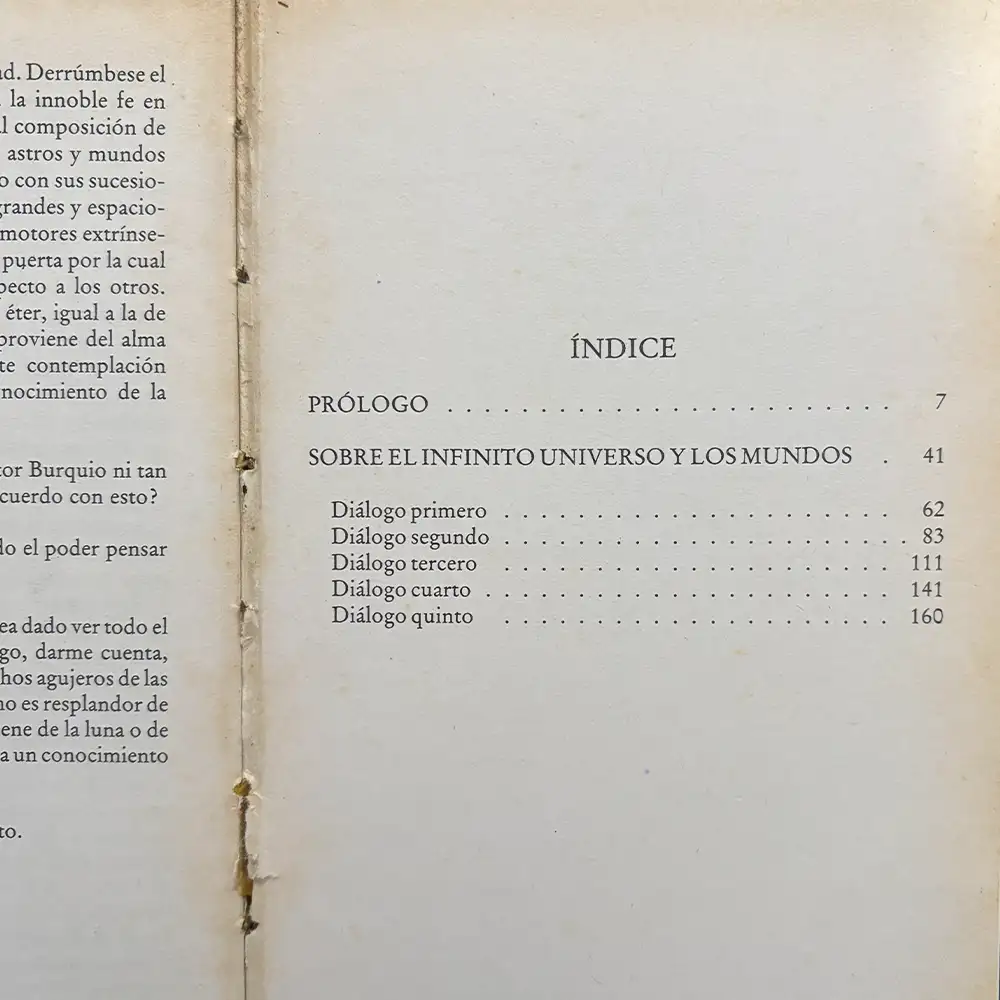 ad. Derrúmbese el
la innoble fe en
al composición de
astros y mundos
o con sus sucesio-
grandes y espacio-
motores extrínse-
puerta por la cual
pecto a los otros.
éter, igual a la de
proviene del alma
te contemplación
nocimiento de la
tor Burquio ni tan
cuerdo con esto?
do el poder pensar
ea dado ver todo el
go, darme cuenta,
hos agujeros de las
no es resplandor de
ene de la luna o de
a un conocimiento
to.
ÍNDICE
PRÓLOGO . . . . . . . . . . . . . . . . . . . . . . . . 7
SOBRE EL INFINITO UNIVERSO Y LOS MUNDOS . 41
Diálogo primero . . . . . . . . . . . . . . . . . . . . . 62
Diálogo segundo . . . . . . . . . . . . . . . . . . . . . . 83
Diálogo tercero . . . . . . . . . . . . . . . . . . . . . 111
Diálogo cuarto . . . . . . . . . . . . . . . . . . . . . . 141
Diálogo quinto . . . . . . . . . . . . . . . . . . . . . 160